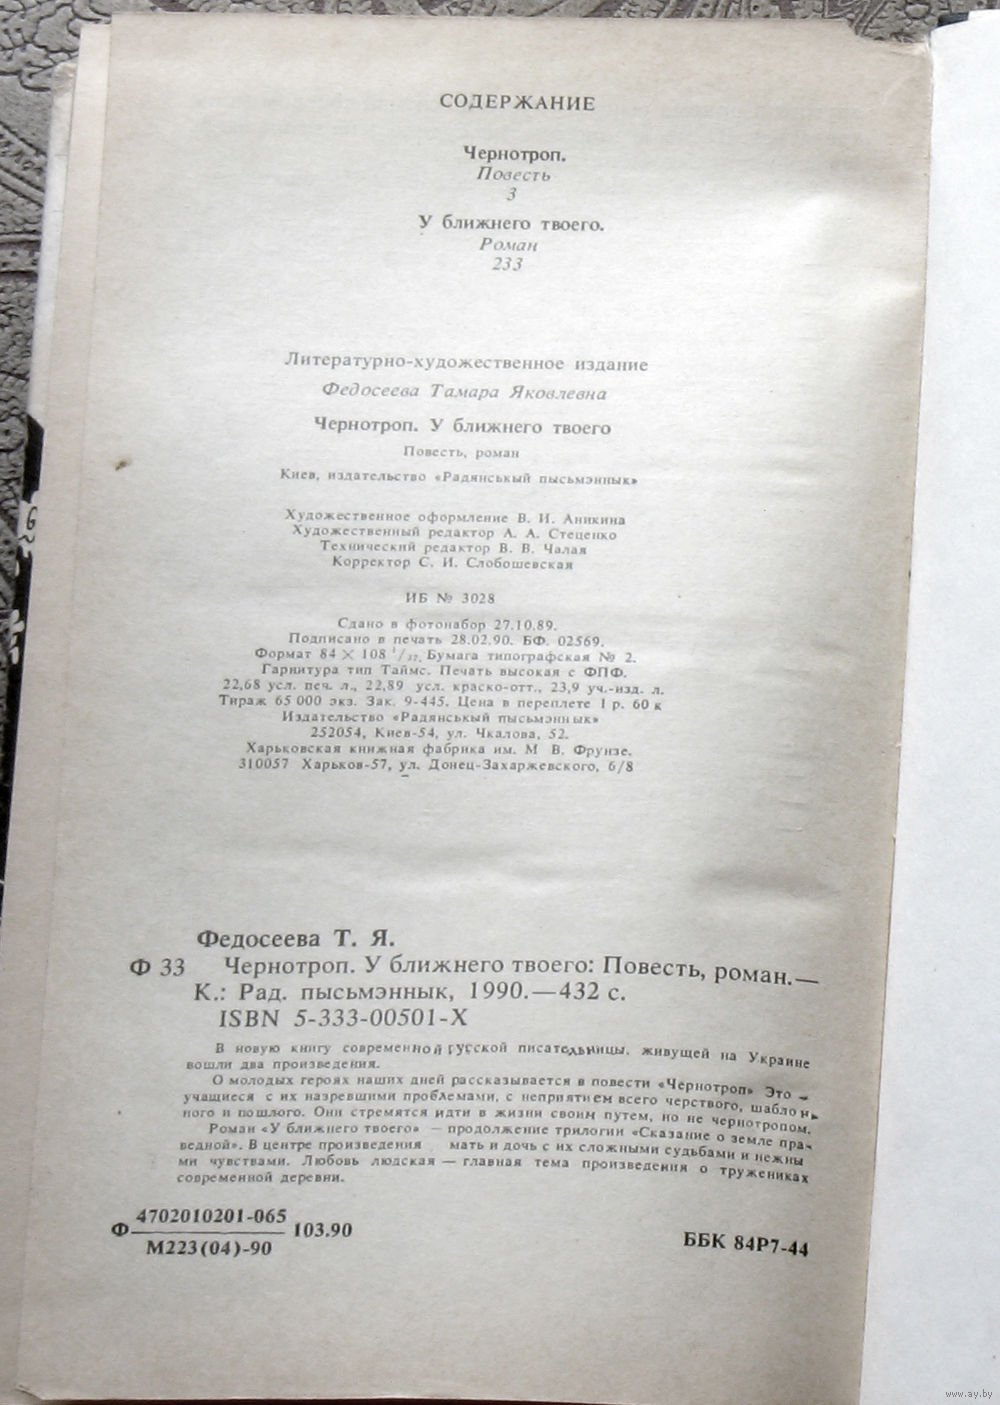 СОДЕРЖАНИЕ
Чернотроп.
Повесть
3
У ближнего твоего.
Роман
233
Литературно-художественное издание
Федосеева Тамара Яковлевна
Чернотроп. У ближнего твоего
Повесть, роман
Киев, издательство «Радянськый пысьмэннык»
Художественное оформление В. И. Аникина
Художественный редактор А. А. Стеценко
Технический редактор В. В. Чалая
Корректор С. И. Слобошевская
ИБ № 3028
Сдано в фотонабор 27.10.89.
Подписано в печать 28.02.90. БФ. 02569.
Формат 84 × 108 ¹/₃₂. Бумага типографская № 2.
Гарнитура тип Таймс. Печать высокая с ФПФ.
22,68 усл. печ. л., 22,89 усл. краско-отт., 23,9 уч.-изд. л.
Тираж 65 000 экз. Зак. 9-445. Цена в переплете 1 р. 60 к
Издательство «Радянськый пысьмэннык»
252054, Киев-54, ул. Чкалова, 52.
Харьковская книжная фабрика им. М В. Фрунзе.
310057 Харьков-57, ул. Донец-Захаржевского, 6/8
Федосеева Т. Я.
Ф 33 Чернотроп. У ближнего твоего: Повесть, роман.—
К.: Рад. пысьмэннык, 1990.—432 с.
ISBN 5-333-00501-X
В новую книгу современной русской писательницы, живущей на Украине
вошли два произведения.
О молодых героях наших дней рассказывается в повести «Чернотроп» Это –
учащиеся с их назревшими проблемами, с неприятием всего черствого, шаблон-
ного и пошлого. Они стремятся идти в жизни своим путем, но не чернотропом.
Роман «У ближнего твоего» — продолжение трилогии «Сказание о земле пра-
ведной». В центре произведения мать и дочь с их сложными судьбами и нежны
ми чувствами. Любовь людская — главная тема произведения о тружениках
современной деревни.
Ф 4702010201-065 103.90
М223(04)-90
ББК 84Р7-44
www.ay.by